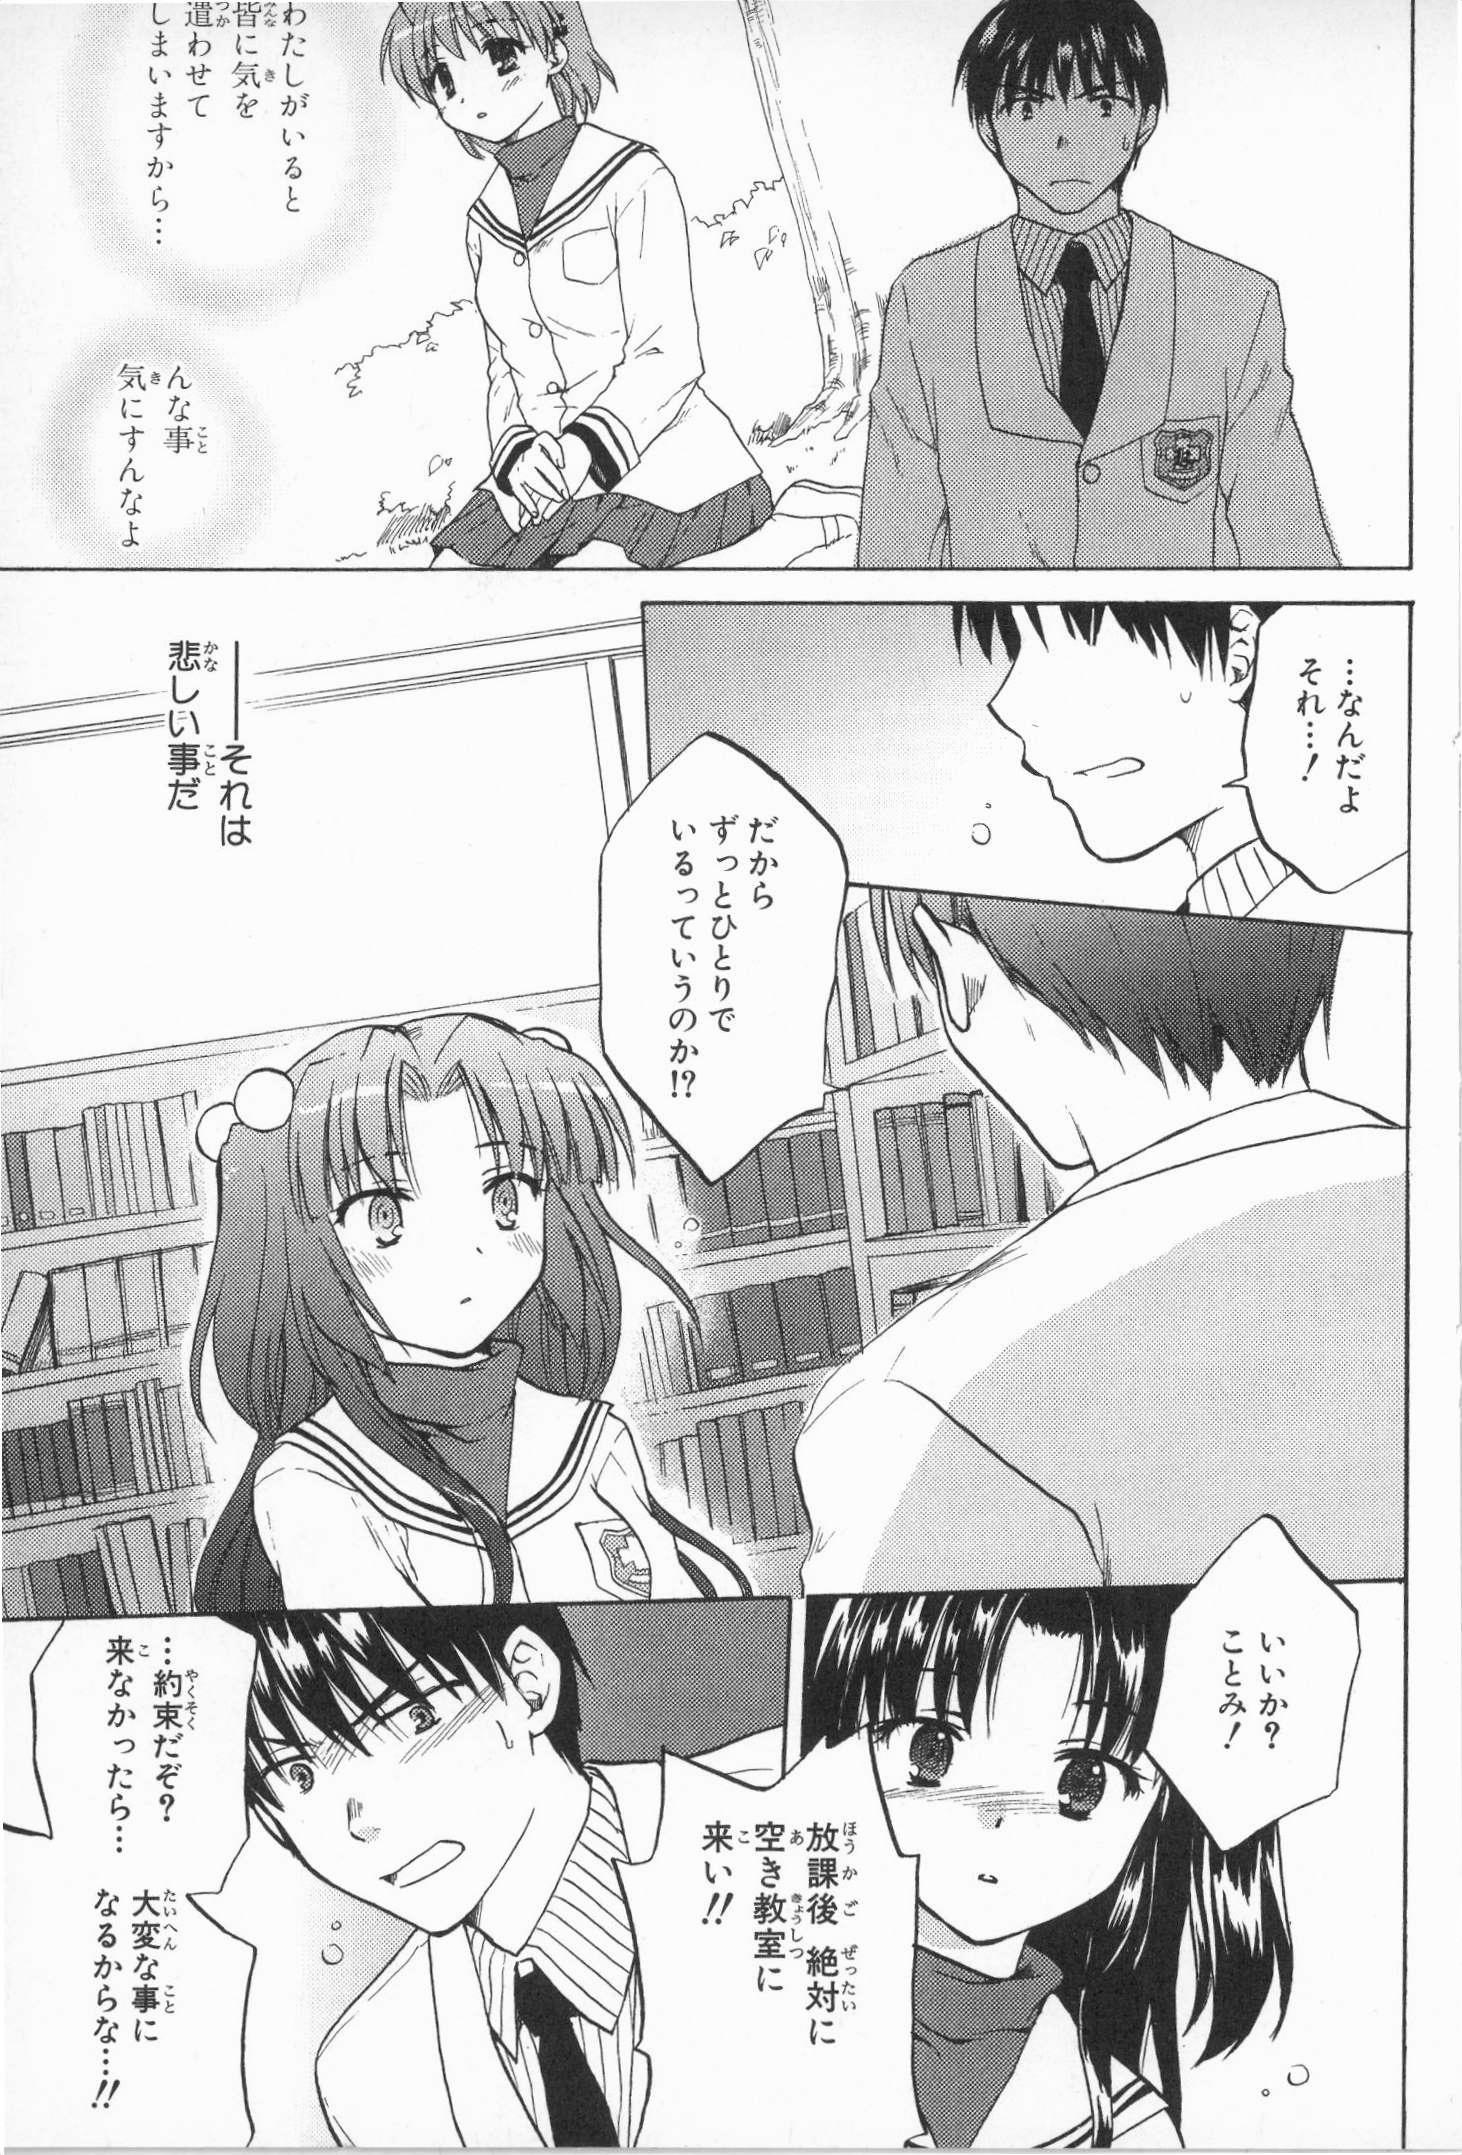 わたしがいると
皆に気を
遣わせて
しまいますから…
んな事
気にすんなよ
…なんだよ
それ…!
だから
ずっとひとりで
いるっていうのか!?
――それは
悲しい事だ
いいか?
ことみ!
放課後 絶対に
空き教室に
来い!!
…約束だぞ?
来なかったら…
大変な事に
なるからな…!!